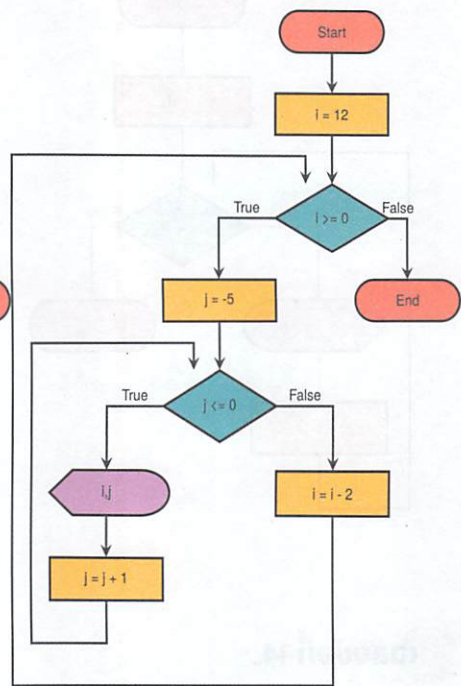 Start
i = 12
i >= 0
True
False
j = -5
End
j <= 0
True
False
i,j
i = i - 2
j = j + 1